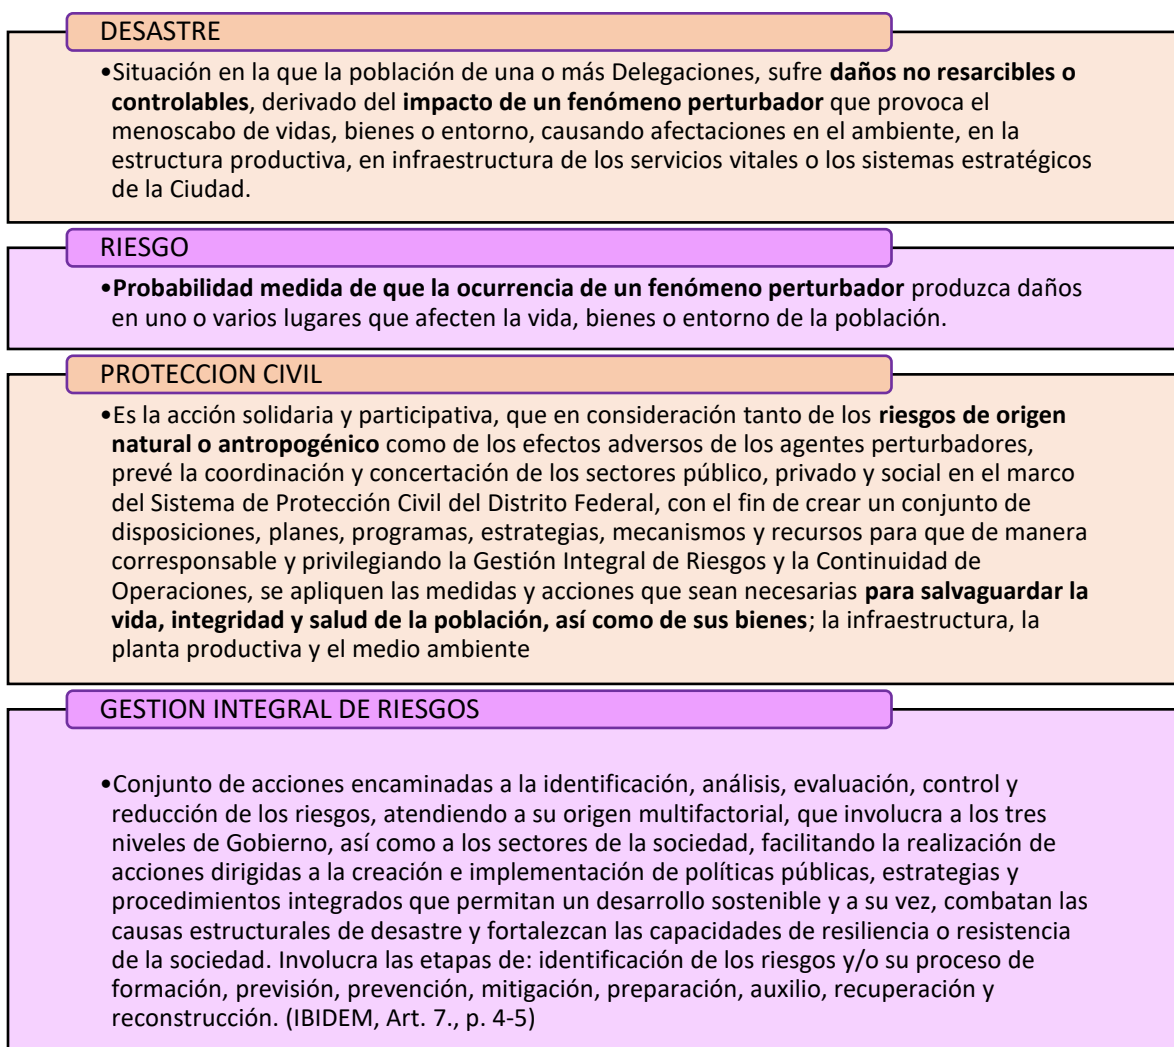 DESASTRE
•Situación en la que la población de una o más Delegaciones, sufre daños no resarcibles o
controlables, derivado del impacto de un fenómeno perturbador que provoca el
menoscabo de vidas, bienes o entorno, causando afectaciones en el ambiente, en la
estructura productiva, en infraestructura de los servicios vitales o los sistemas estratégicos
de la Ciudad.
RIESGO
•Probabilidad medida de que la ocurrencia de un fenómeno perturbador produzca daños
en uno o varios lugares que afecten la vida, bienes o entorno de la población.
PROTECCION CIVIL
•Es la acción solidaria y participativa, que en consideración tanto de los riesgos de origen
natural o antropogénico como de los efectos adversos de los agentes perturbadores,
prevé la coordinación y concertación de los sectores público, privado y social en el marco
del Sistema de Protección Civil del Distrito Federal, con el fin de crear un conjunto de
disposiciones, planes, programas, estrategias, mecanismos y recursos para que de manera
corresponsable y privilegiando la Gestión Integral de Riesgos y la Continuidad de
Operaciones, se apliquen las medidas y acciones que sean necesarias para salvaguardar la
vida, integridad y salud de la población, así como de sus bienes; la infraestructura, la
planta productiva y el medio ambiente
GESTION INTEGRAL DE RIESGOS
•Conjunto de acciones encaminadas a la identificación, análisis, evaluación, control y
reducción de los riesgos, atendiendo a su origen multifactorial, que involucra a los tres
niveles de Gobierno, así como a los sectores de la sociedad, facilitando la realización de
acciones dirigidas a la creación e implementación de políticas públicas, estrategias y
procedimientos integrados que permitan un desarrollo sostenible y a su vez, combatan las
causas estructurales de desastre y fortalezcan las capacidades de resiliencia o resistencia
de la sociedad. Involucra las etapas de: identificación de los riesgos y/o su proceso de
formación, previsión, prevención, mitigación, preparación, auxilio, recuperación y
reconstrucción. (IBIDEM, Art. 7., p. 4-5)